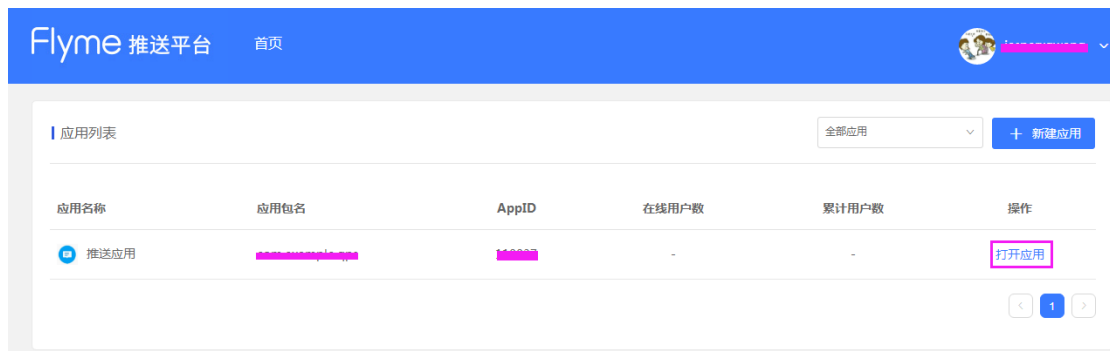 Flyme 推送平台 首页
应用列表 全部应用 + 新建应用
应用名称 应用包名 AppID 在线用户数 累计用户数 操作
推送应用 - - 打开应用
< 1 >